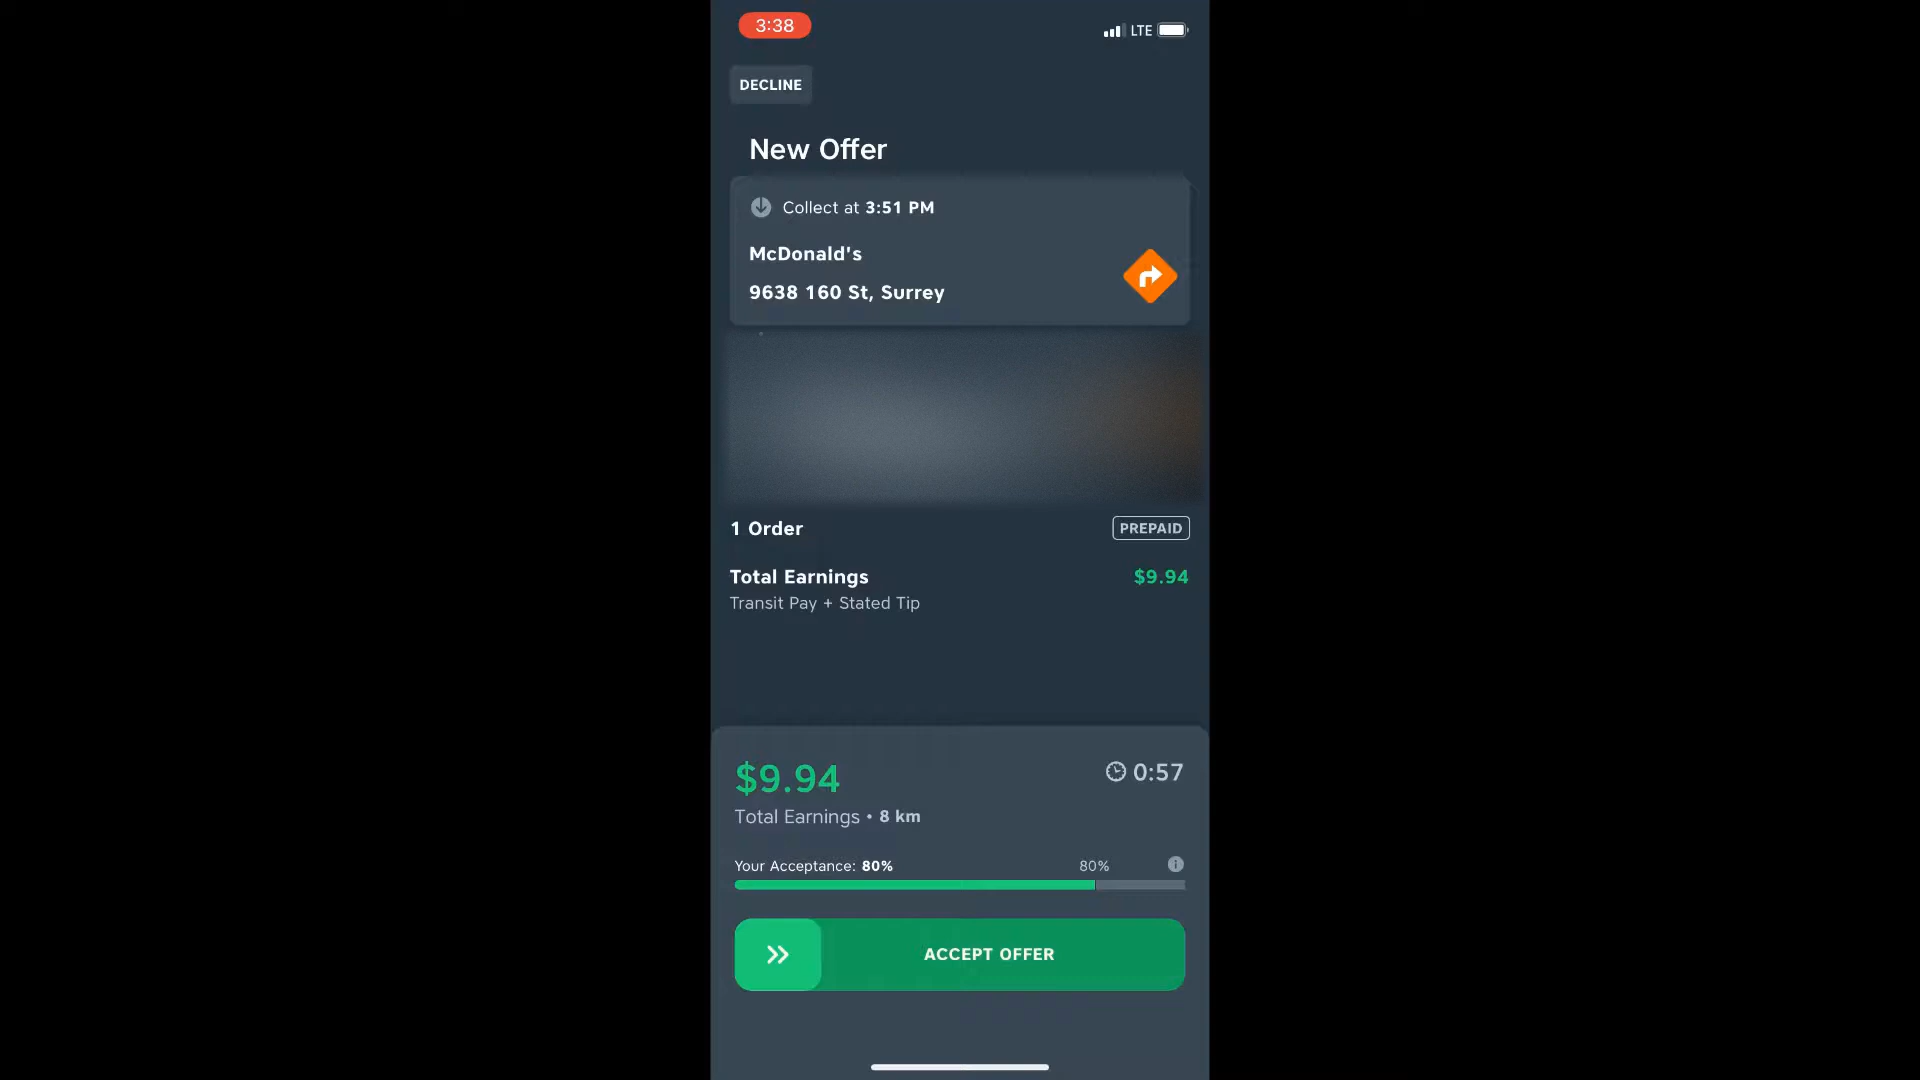 3:38
LTE
DECLINE
New Offer
Collect at 3:51 PM
McDonald's
9638 160 St, Surrey
1 Order
PREPAID
Total Earnings
$9.94
Transit Pay + Stated Tip
$9.94
0:57
Total Earnings • 8 km
Your Acceptance: 80%
80%
ACCEPT OFFER